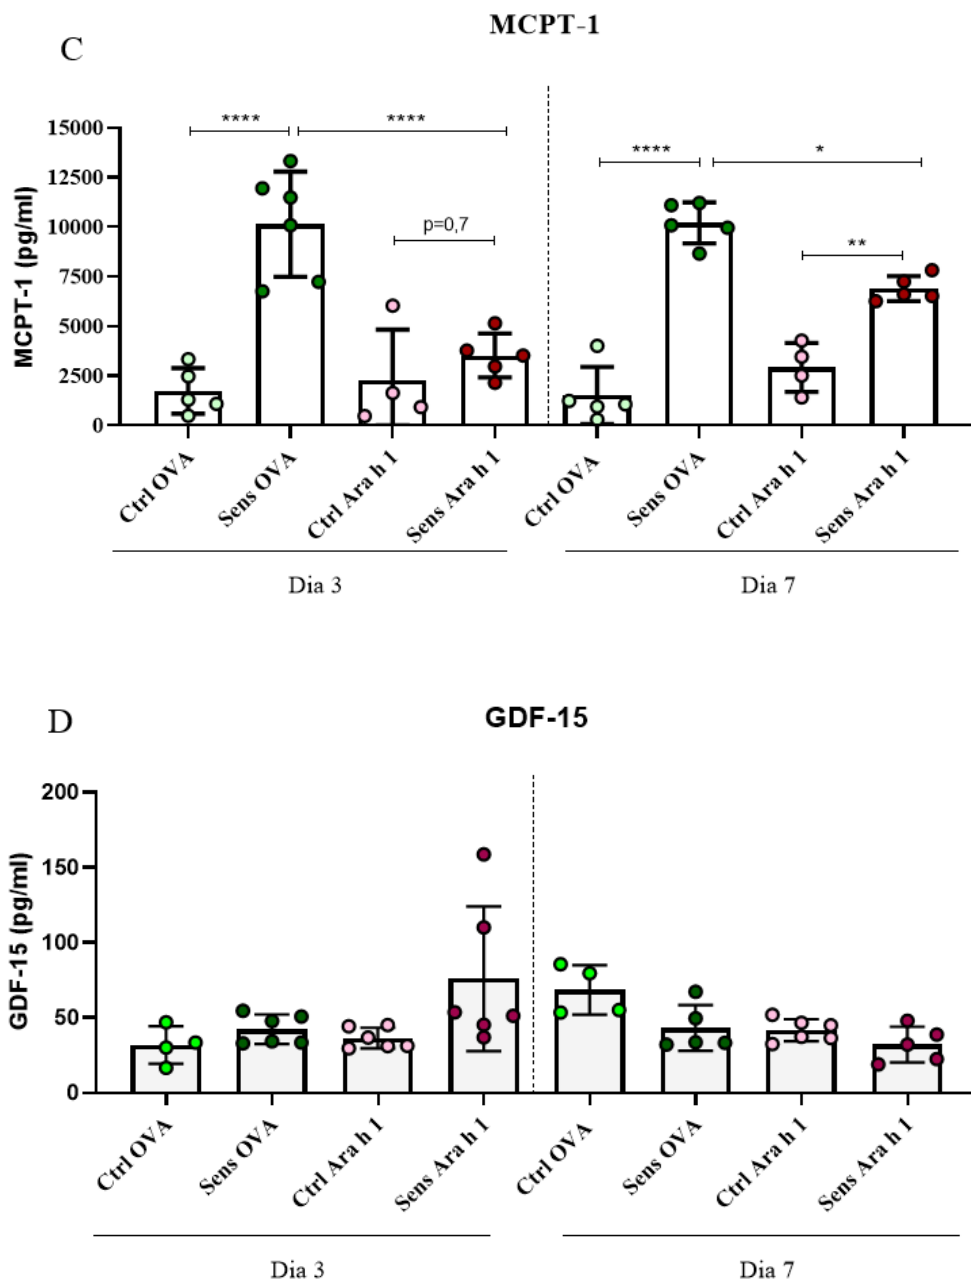 C
MCPT-1
MCPT-1 (pg/ml)
15000
12500
10000
7500
5000
2500
0
****
****
p=0,7
****
*
**
Ctrl OVA
Sens OVA
Ctrl Ara h 1
Sens Ara h 1
Ctrl OVA
Sens OVA
Ctrl Ara h 1
Sens Ara h 1
Dia 3
Dia 7
D
GDF-15
GDF-15 (pg/ml)
200
150
100
50
0
Ctrl OVA
Sens OVA
Ctrl Ara h 1
Sens Ara h 1
Ctrl OVA
Sens OVA
Ctrl Ara h 1
Sens Ara h 1
Dia 3
Dia 7